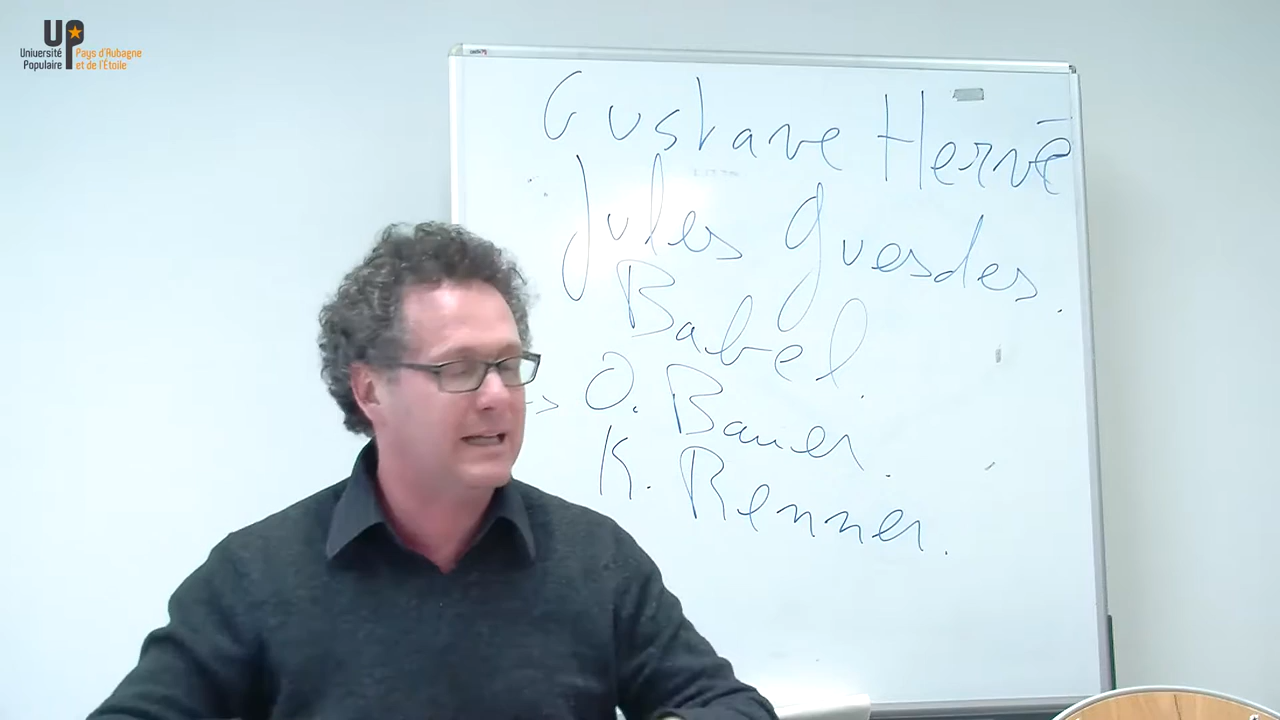 UP
Université
Populaire
Pays d'Aubagne
et de l'Étoile
Gustave Hervé
Jules Guesdes.
Babel.
-> O. Bauer.
K. Renner.